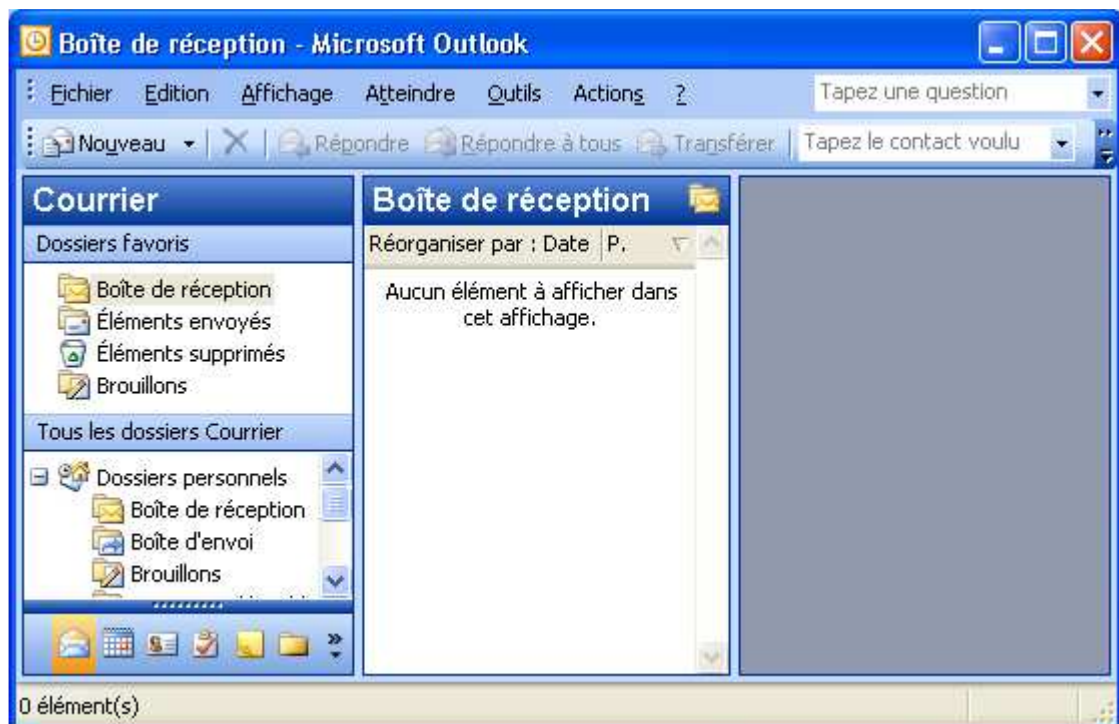 Boîte de réception - Microsoft Outlook
Fichier Edition Affichage Atteindre Outils Actions ? Tapez une question
Nouveau Répondre Répondre à tous Transférer Tapez le contact voulu
Courrier
Dossiers favoris
Boîte de réception
Éléments envoyés
Éléments supprimés
Brouillons
Tous les dossiers Courrier
Dossiers personnels
Boîte de réception
Boîte d'envoi
Brouillons
Boîte de réception
Réorganiser par : Date P.
Aucun élément à afficher dans
cet affichage.
0 élément(s)